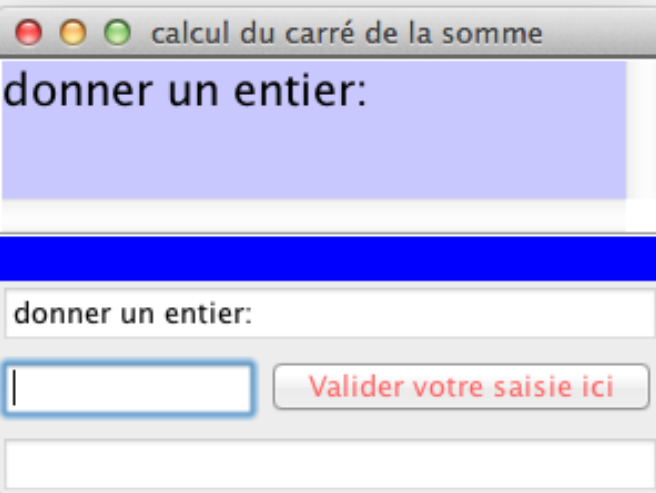 calcul du carré de la somme
donner un entier:
donner un entier:
Valider votre saisie ici